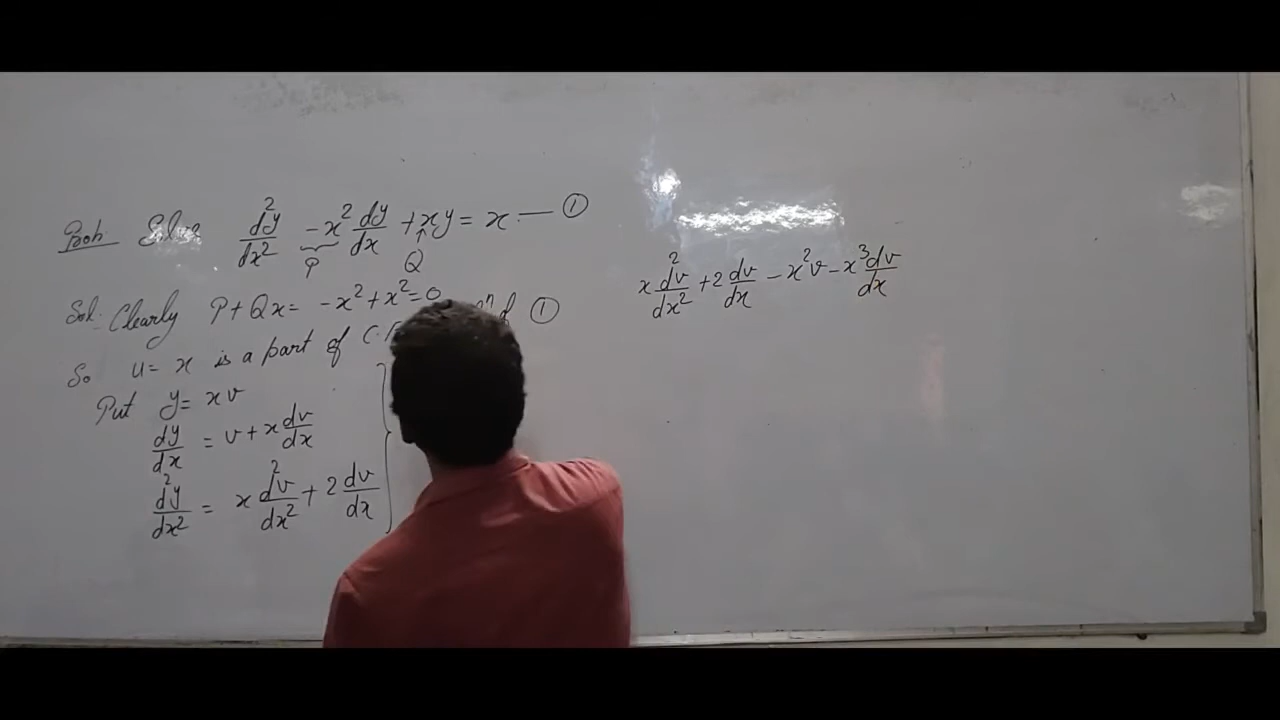 Prob. Solve d²y/dx² - x² dy/dx + xy = x — ①
P Q
Sol: Clearly P + Qx = -x² + x² = 0 of ①
So u = x is a part of C.F
Put y = xv
dy/dx = v + x dv/dx
d²y/dx² = x d²v/dx² + 2 dv/dx
x d²v/dx² + 2 dv/dx - x²v - x³ dv/dx